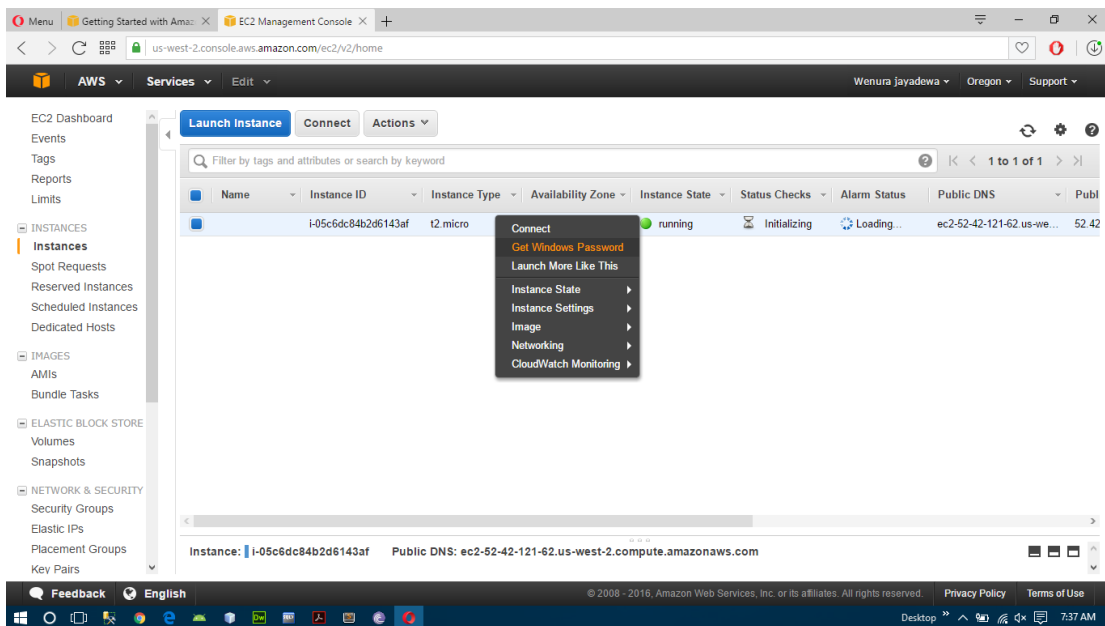 Menu Getting Started with Amaz EC2 Management Console
us-west-2.console.aws.amazon.com/ec2/v2/home
AWS Services Edit Wenura jayadewa Oregon Support
EC2 Dashboard
Events
Tags
Reports
Limits
INSTANCES
Instances
Spot Requests
Reserved Instances
Scheduled Instances
Dedicated Hosts
IMAGES
AMIs
Bundle Tasks
ELASTIC BLOCK STORE
Volumes
Snapshots
NETWORK & SECURITY
Security Groups
Elastic IPs
Placement Groups
Key Pairs
Launch Instance Connect Actions
Filter by tags and attributes or search by keyword 1 to 1 of 1
Name Instance ID Instance Type Availability Zone Instance State Status Checks Alarm Status Public DNS Publ
i-05c6dc84b2d6143af t2.micro running Initializing Loading... ec2-52-42-121-62.us-we... 52.42
Connect
Get Windows Password
Launch More Like This
Instance State
Instance Settings
Image
Networking
CloudWatch Monitoring
Instance: i-05c6dc84b2d6143af Public DNS: ec2-52-42-121-62.us-west-2.compute.amazonaws.com
Feedback English © 2008 - 2016, Amazon Web Services, Inc. or its affiliates. All rights reserved. Privacy Policy Terms of Use
Dw Desktop 7:37 AM